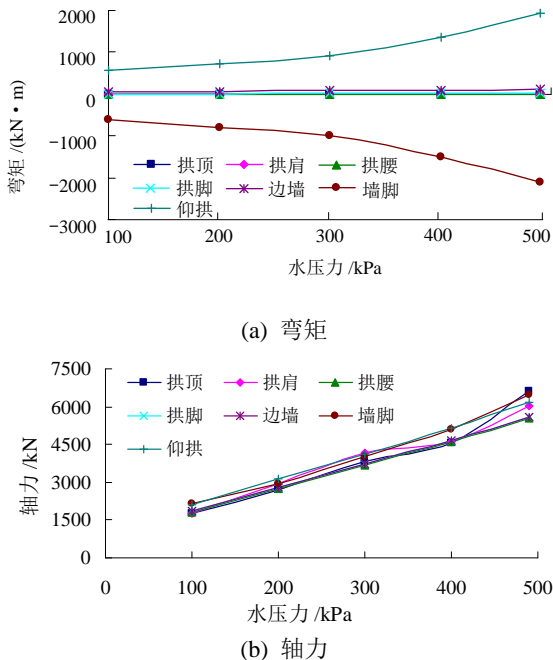 2000
1000
0
−1000
−2000
−3000
弯矩 /(kN·m)
拱顶 拱肩 拱腰
拱脚 边墙 墙脚
仰拱
100 200 300 400 500
水压力 /kPa
(a) 弯矩
7500
6000
4500
3000
1500
0
轴力 /kN
拱顶 拱肩 拱腰
拱脚 边墙 墙脚
仰拱
0 100 200 300 400 500
水压力 /kPa
(b) 轴力